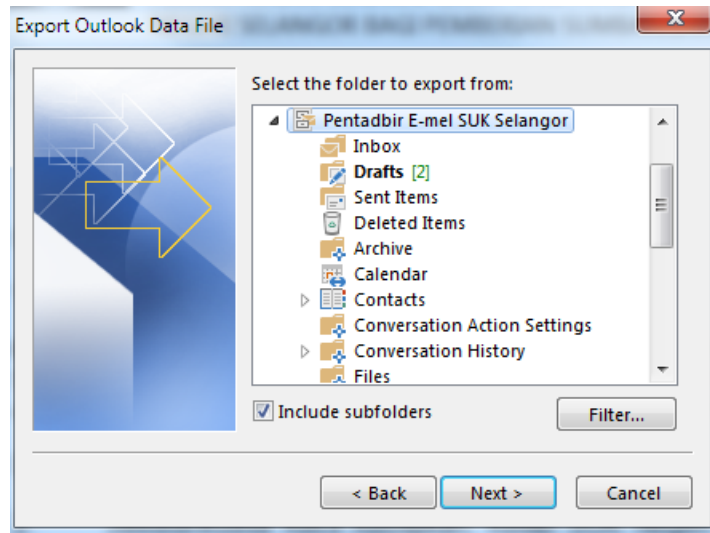 Export Outlook Data File
Select the folder to export from:
Pentadbir E-mel SUK Selangor
Inbox
Drafts [2]
Sent Items
Deleted Items
Archive
Calendar
Contacts
Conversation Action Settings
Conversation History
Files
Include subfolders
Filter...
< Back
Next >
Cancel